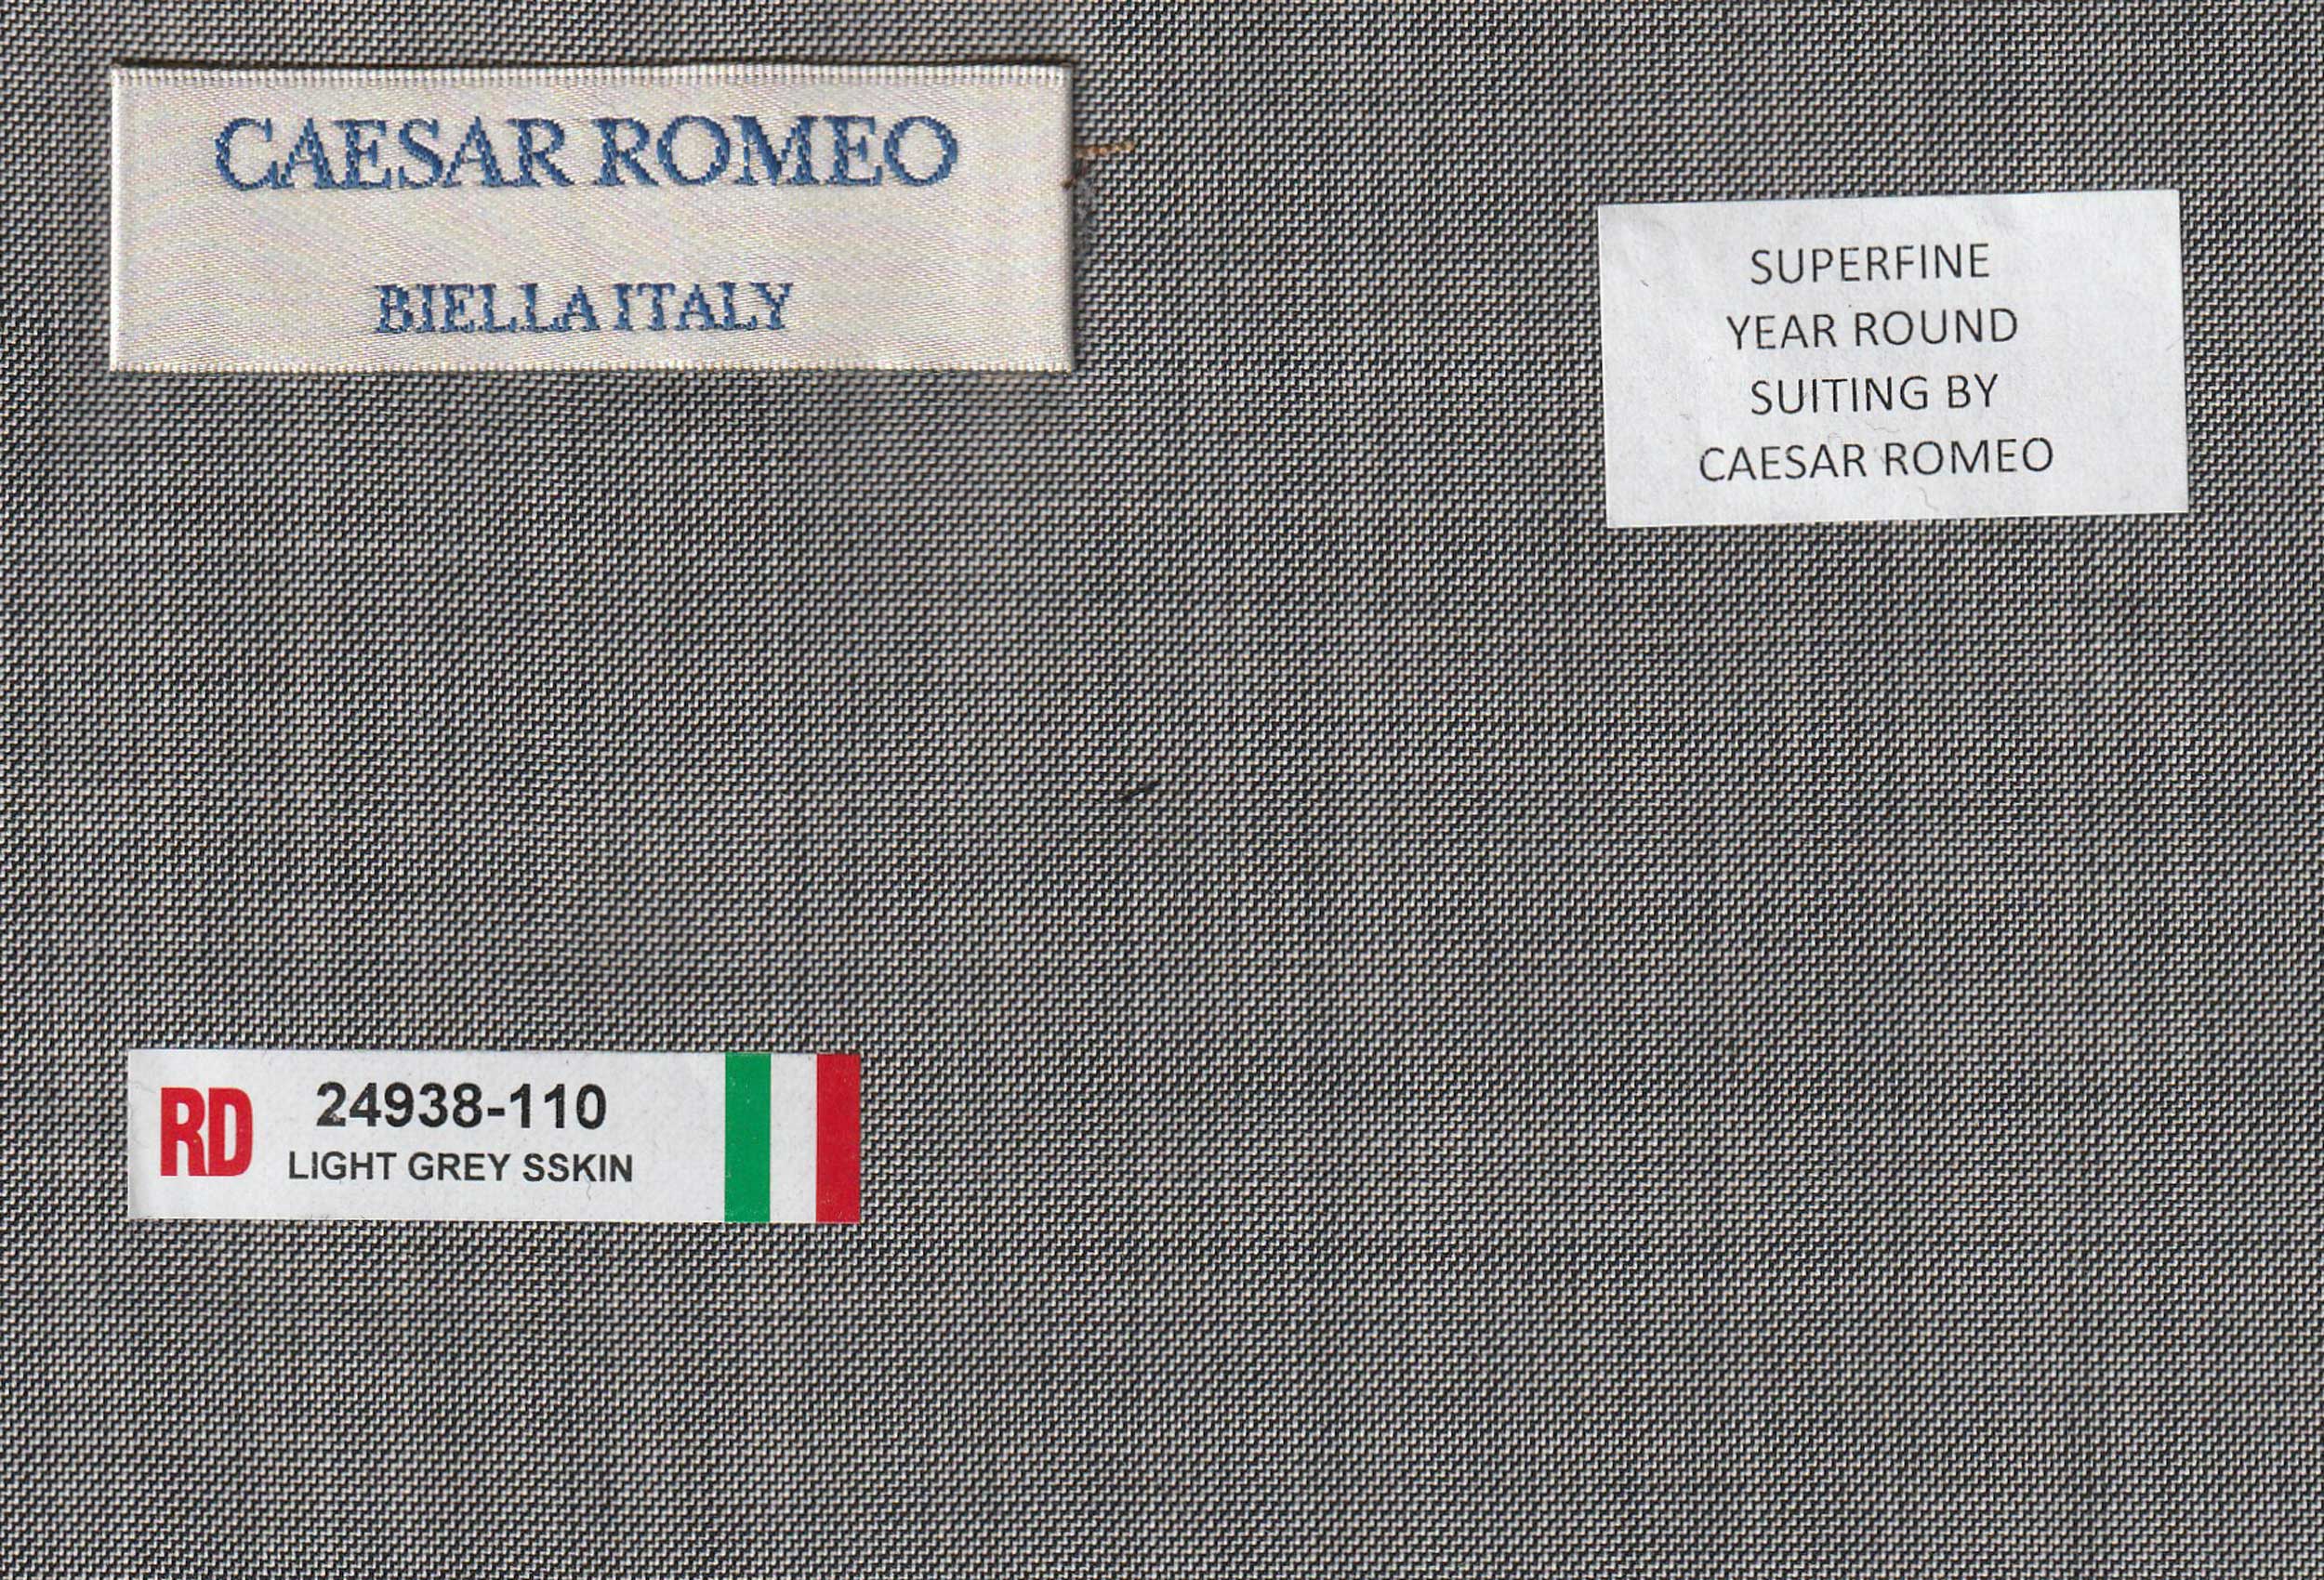 CAESAR ROMEO
BIELLA ITALY
SUPERFINE
YEAR ROUND
SUITING BY
CAESAR ROMEO
RD
24938-110
LIGHT GREY SSKIN